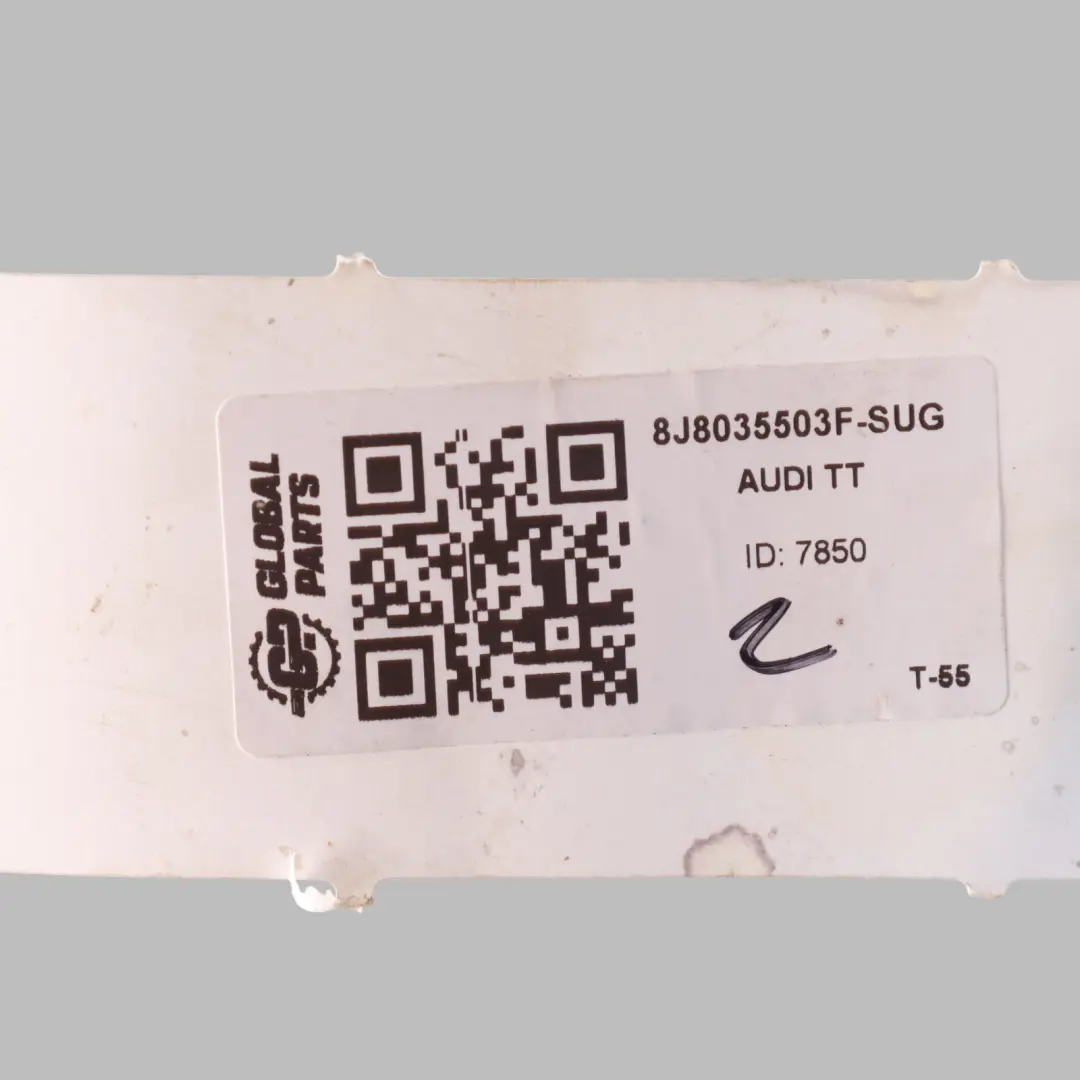 GLOBAL
PARTS
8J8035503F-SUG
AUDI TT
ID: 7850
2
T-55